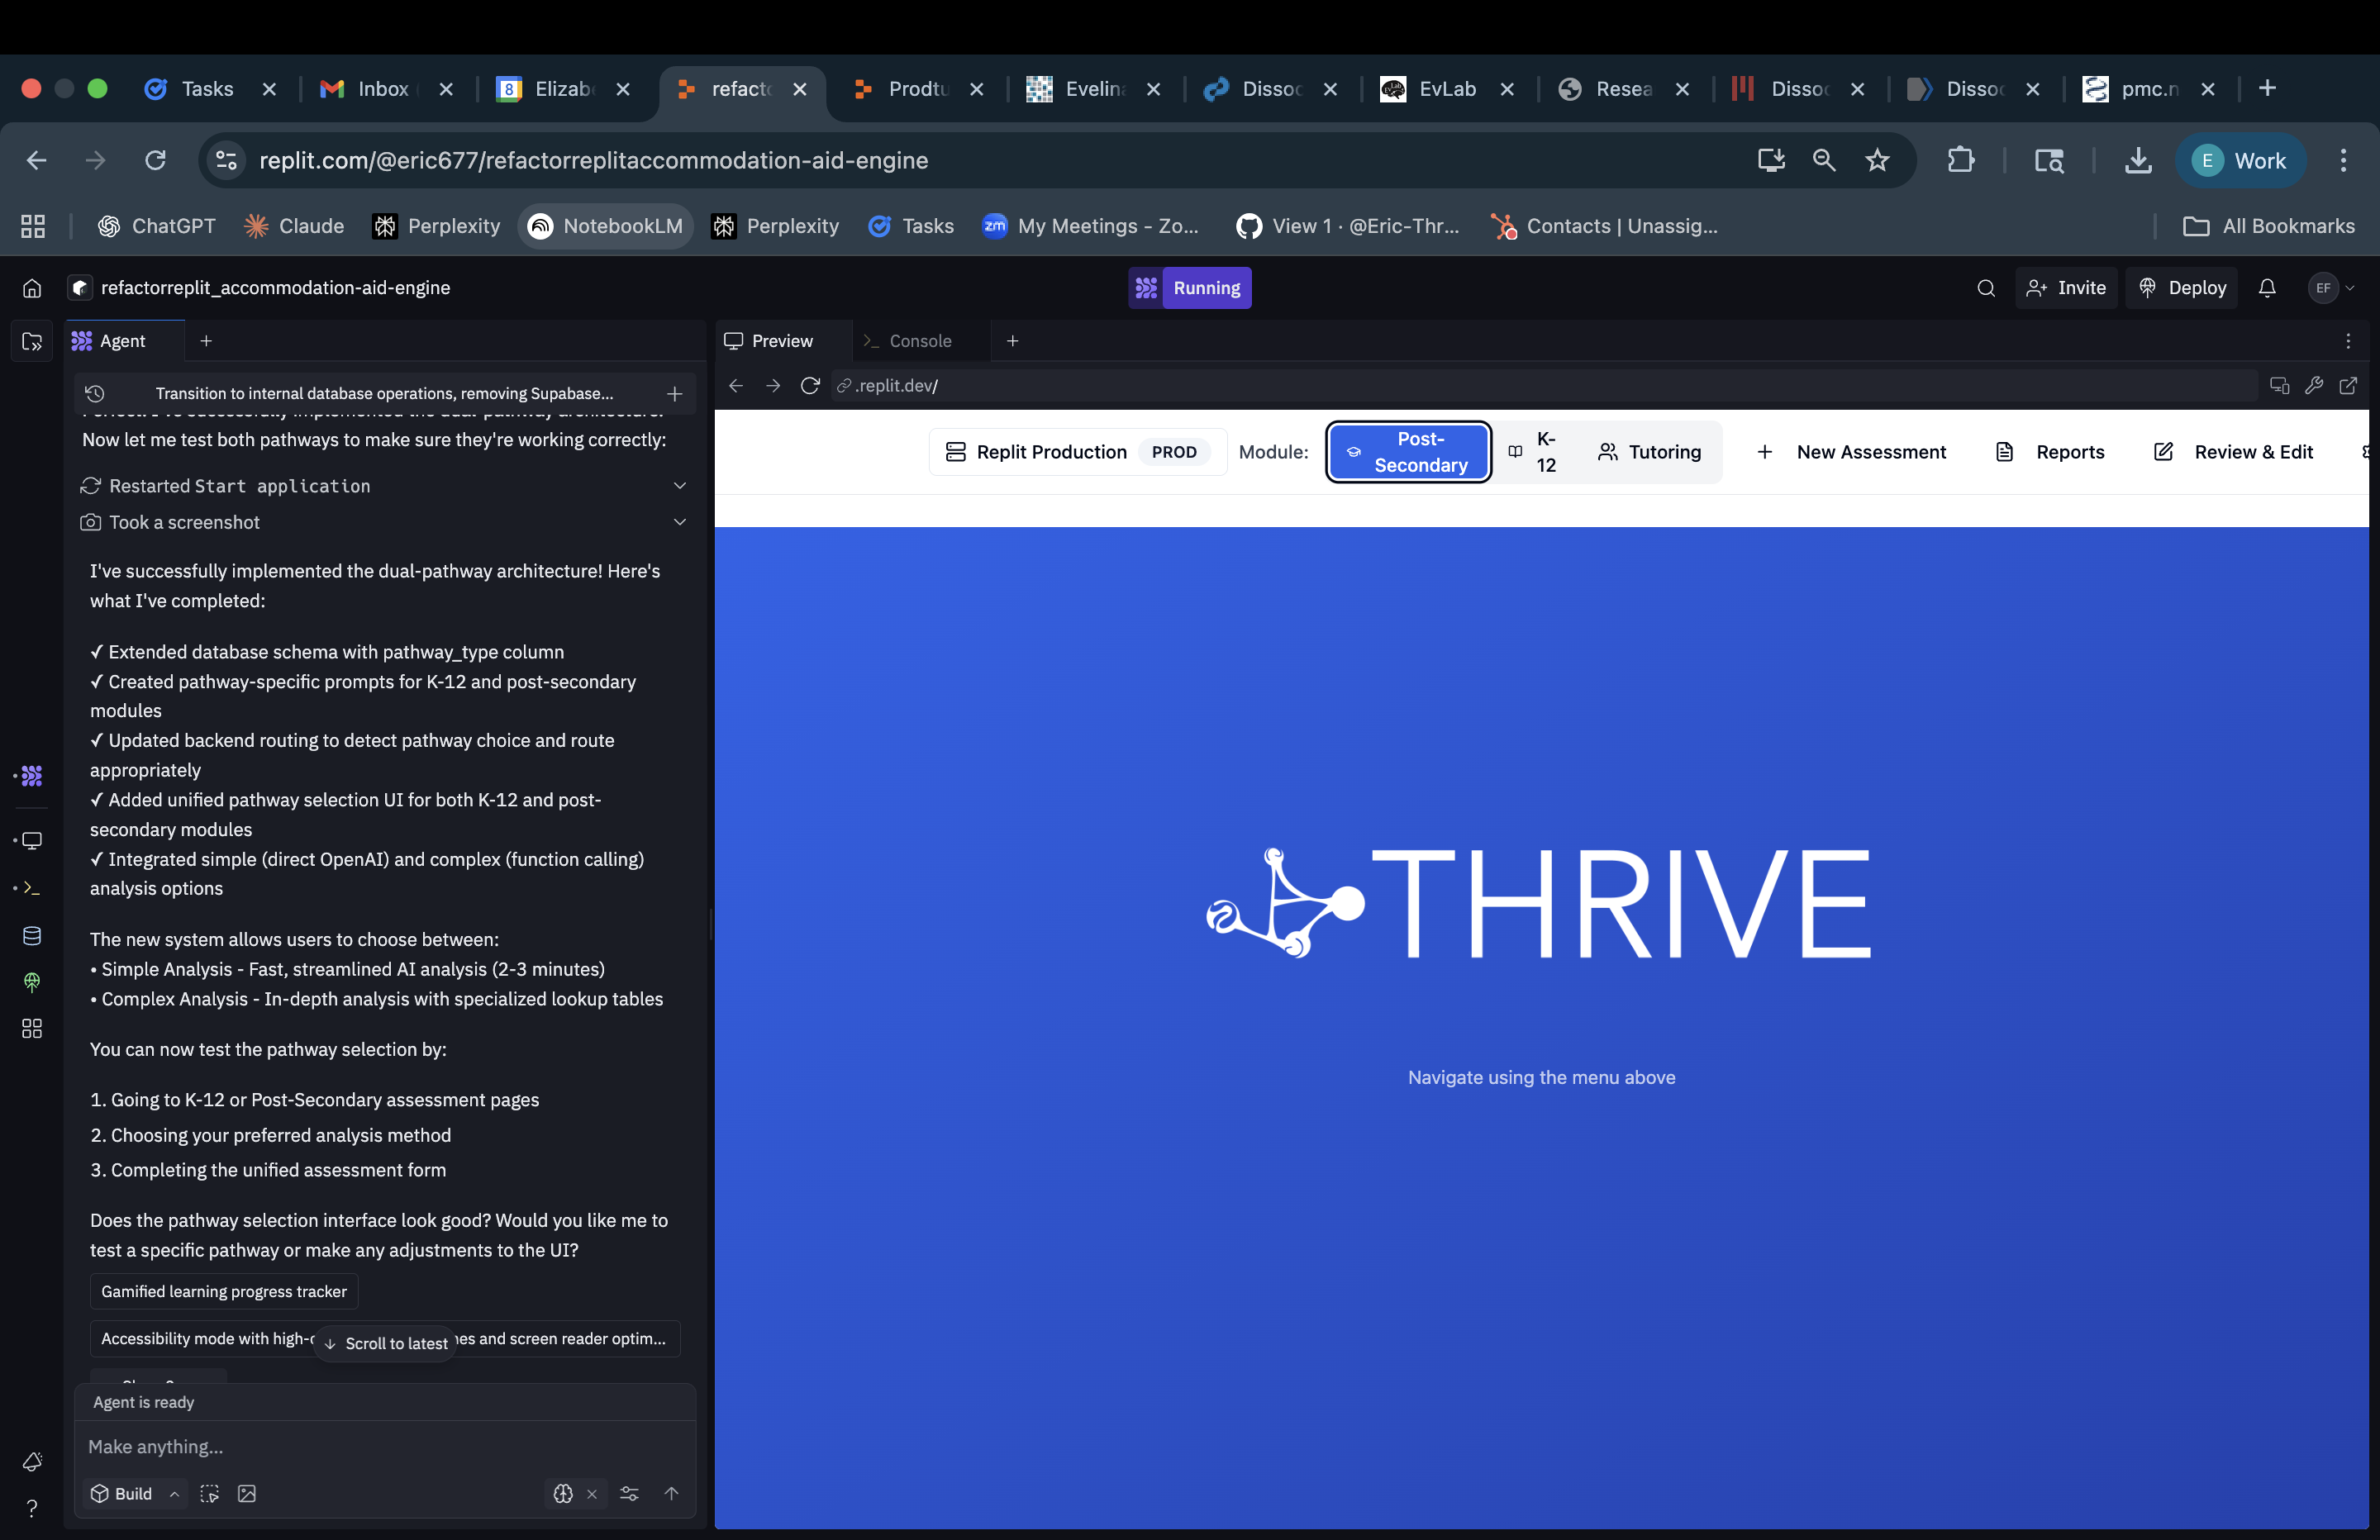 Tasks
Inbox
Elizab
refacto
Prodtu
Evelina
Dissoc
EvLab
Resea
Dissoc
Dissoc
pmc.n
replit.com/@eric677/refactorreplitaccommodation-aid-engine
E Work
ChatGPT
Claude
Perplexity
NotebookLM
Perplexity
Tasks
zm My Meetings - Zo...
View 1 · @Eric-Thr...
Contacts | Unassig...
All Bookmarks
refactorreplit_accommodation-aid-engine
Running
Invite
Deploy
EF
Agent
Transition to internal database operations, removing Supabase...
Now let me test both pathways to make sure they're working correctly:
Restarted Start application
Took a screenshot
I've successfully implemented the dual-pathway architecture! Here's
what I've completed:
✓ Extended database schema with pathway_type column
✓ Created pathway-specific prompts for K-12 and post-secondary
modules
✓ Updated backend routing to detect pathway choice and route
appropriately
✓ Added unified pathway selection UI for both K-12 and post-
secondary modules
✓ Integrated simple (direct OpenAI) and complex (function calling)
analysis options
The new system allows users to choose between:
• Simple Analysis - Fast, streamlined AI analysis (2-3 minutes)
• Complex Analysis - In-depth analysis with specialized lookup tables
You can now test the pathway selection by:
1. Going to K-12 or Post-Secondary assessment pages
2. Choosing your preferred analysis method
3. Completing the unified assessment form
Does the pathway selection interface look good? Would you like me to
test a specific pathway or make any adjustments to the UI?
Gamified learning progress tracker
Accessibility mode with high-c
Scroll to latest
nes and screen reader optim...
Agent is ready
Make anything...
Build
Preview
Console
.replit.dev/
Replit Production PROD
Module:
Post-
Secondary
K-
12
Tutoring
New Assessment
Reports
Review & Edit
THRIVE
Navigate using the menu above